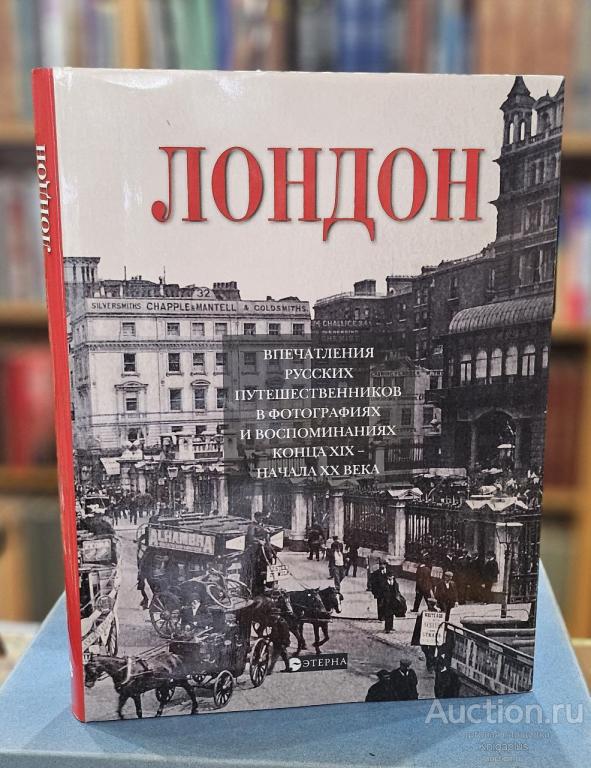 ЛОНДОН
ЛОНДОН
SILVERSMITHS CHAPPLE & MANTELL & GOLDSMITHS.
32
ВПЕЧАТЛЕНИЯ
РУССКИХ
ПУТЕШЕСТВЕННИКОВ
В ФОТОГРАФИЯХ
И ВОСПОМИНАНИЯХ
КОНЦА XIX –
НАЧАЛА XX ВЕКА
ALHAMBRA
ЭТЕРНА
Auction.ru